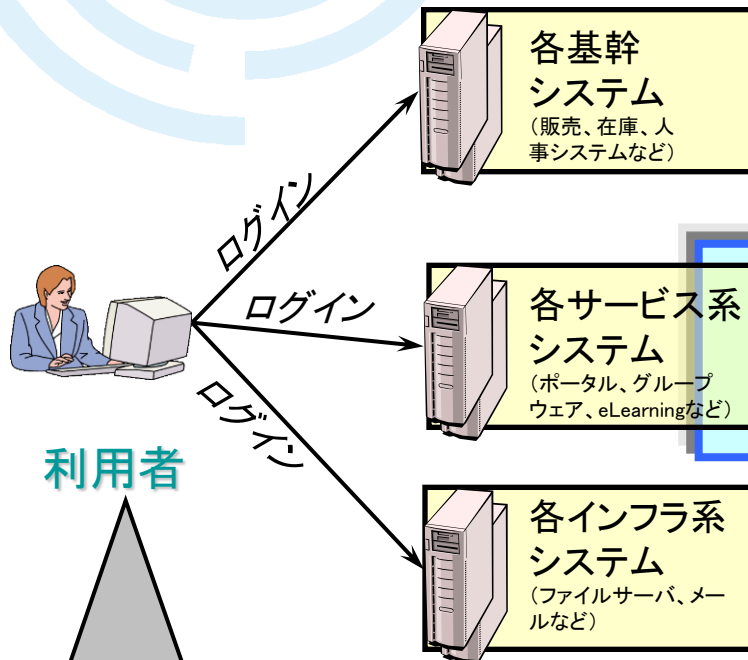 各基幹
システム
（販売、在庫、人
事システムなど）
ログイン
ログイン
各サービス系
システム
（ポータル、グループ
ウェア、eLearningなど）
ログイン
利用者
各インフラ系
システム
（ファイルサーバ、メー
ルなど）